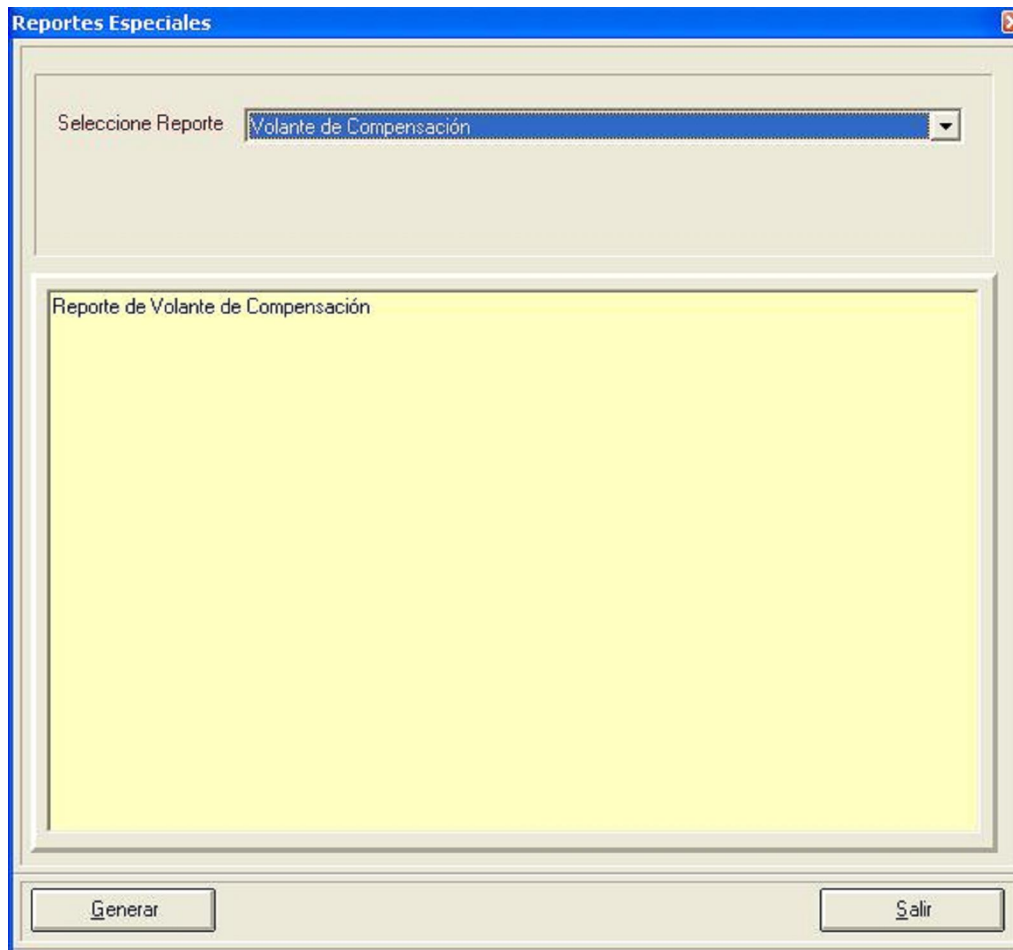 Reportes Especiales
Seleccione Reporte Volante de Compensación
Reporte de Volante de Compensación
Generar Salir